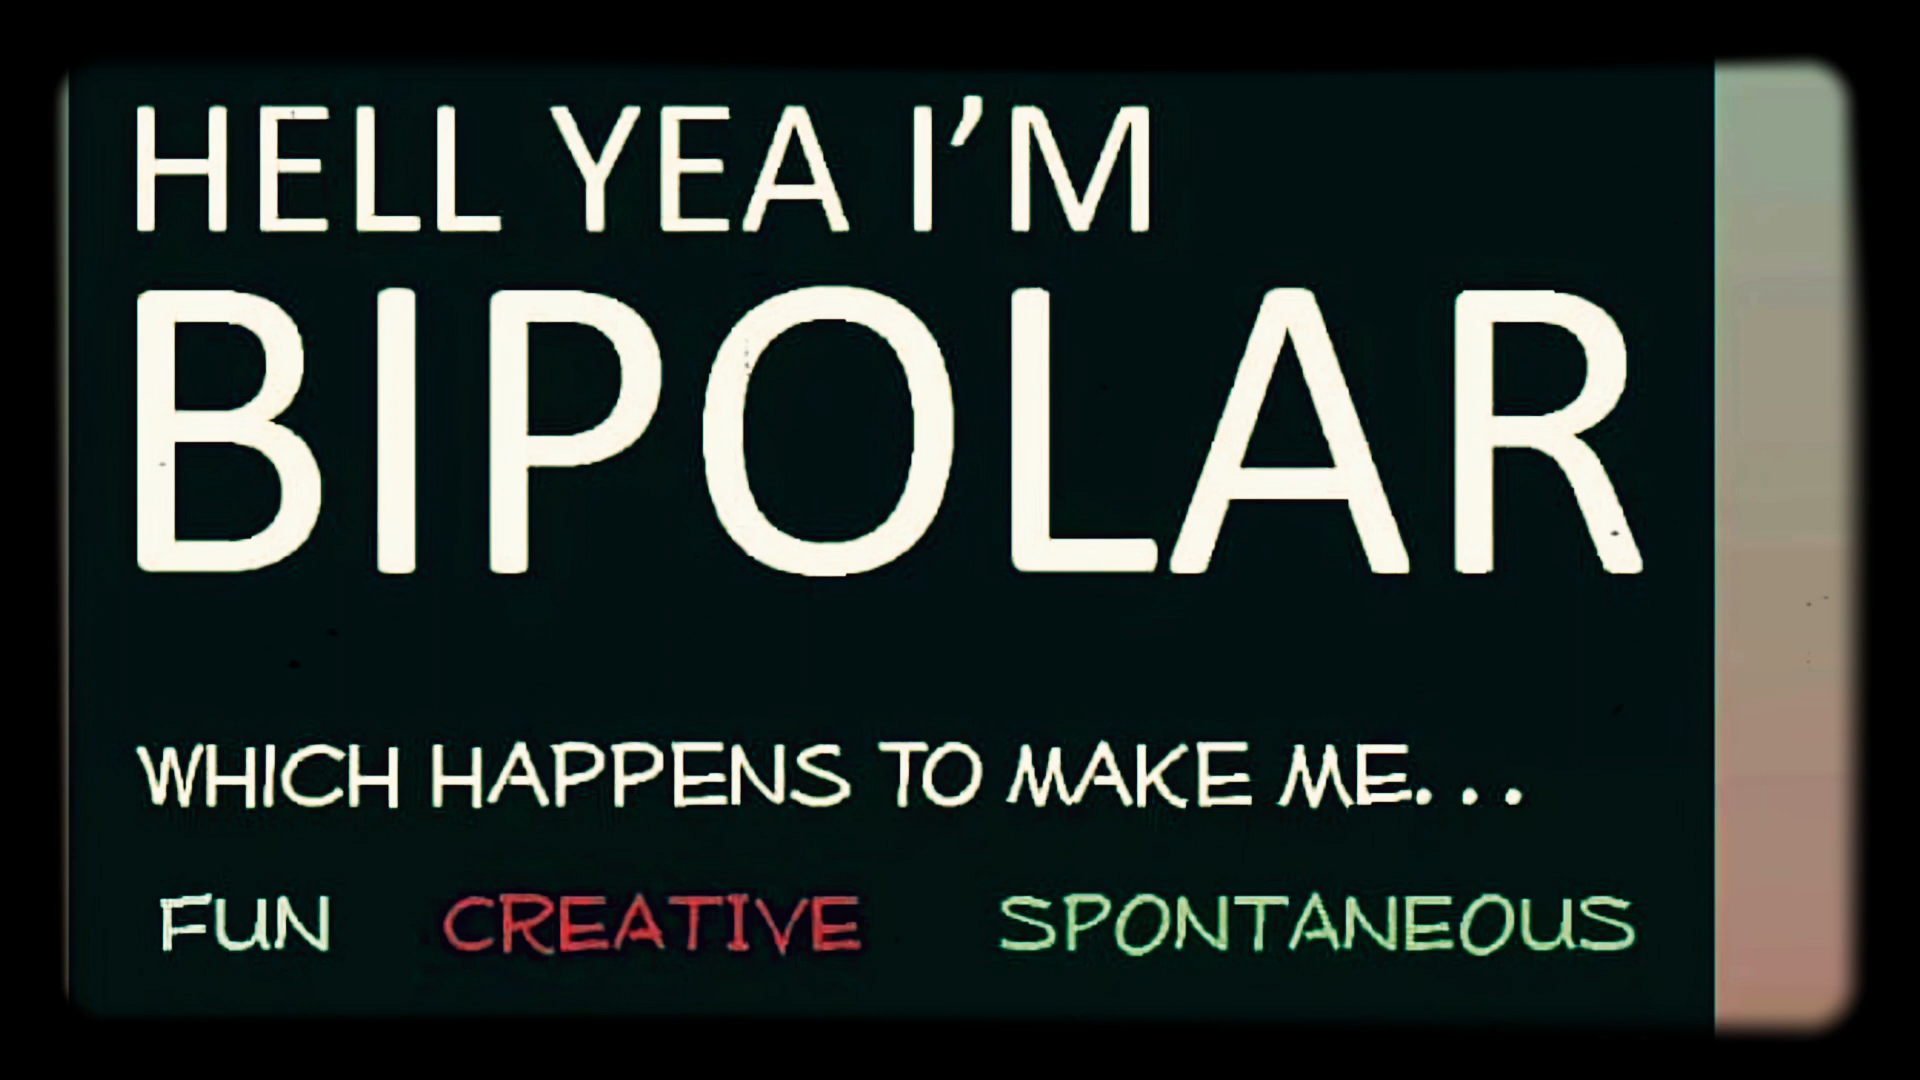 HELL YEA I’M
BIPOLAR
WHICH HAPPENS TO MAKE ME...
FUN CREATIVE SPONTANEOUS